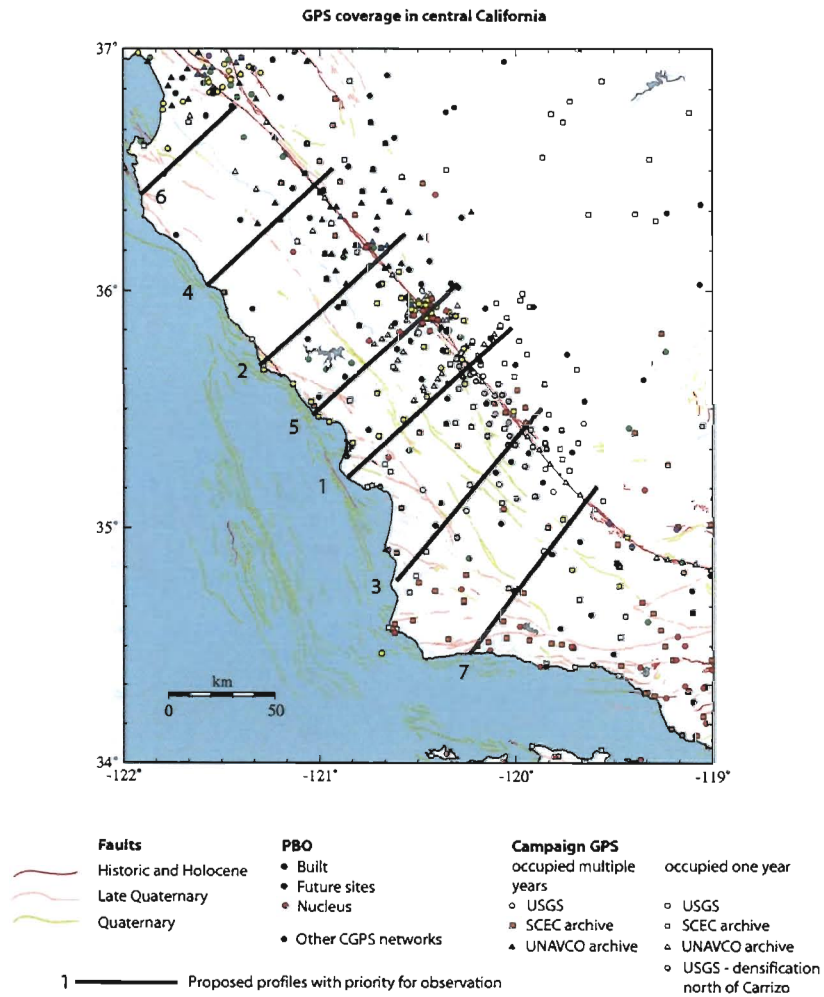 GPS coverage in central California
37°
36°
35°
34°
-122°
-121°
-120°
-119°
6
4
2
5
1
3
7
km
0
50
Faults
Historic and Holocene
Late Quaternary
Quaternary
PBO
Built
Future sites
Nucleus
Other CGPS networks
Campaign GPS
occupied multiple
years
USGS
SCEC archive
UNAVCO archive
occupied one year
USGS
SCEC archive
UNAVCO archive
USGS - densification
north of Carrizo
1 Proposed profiles with priority for observation